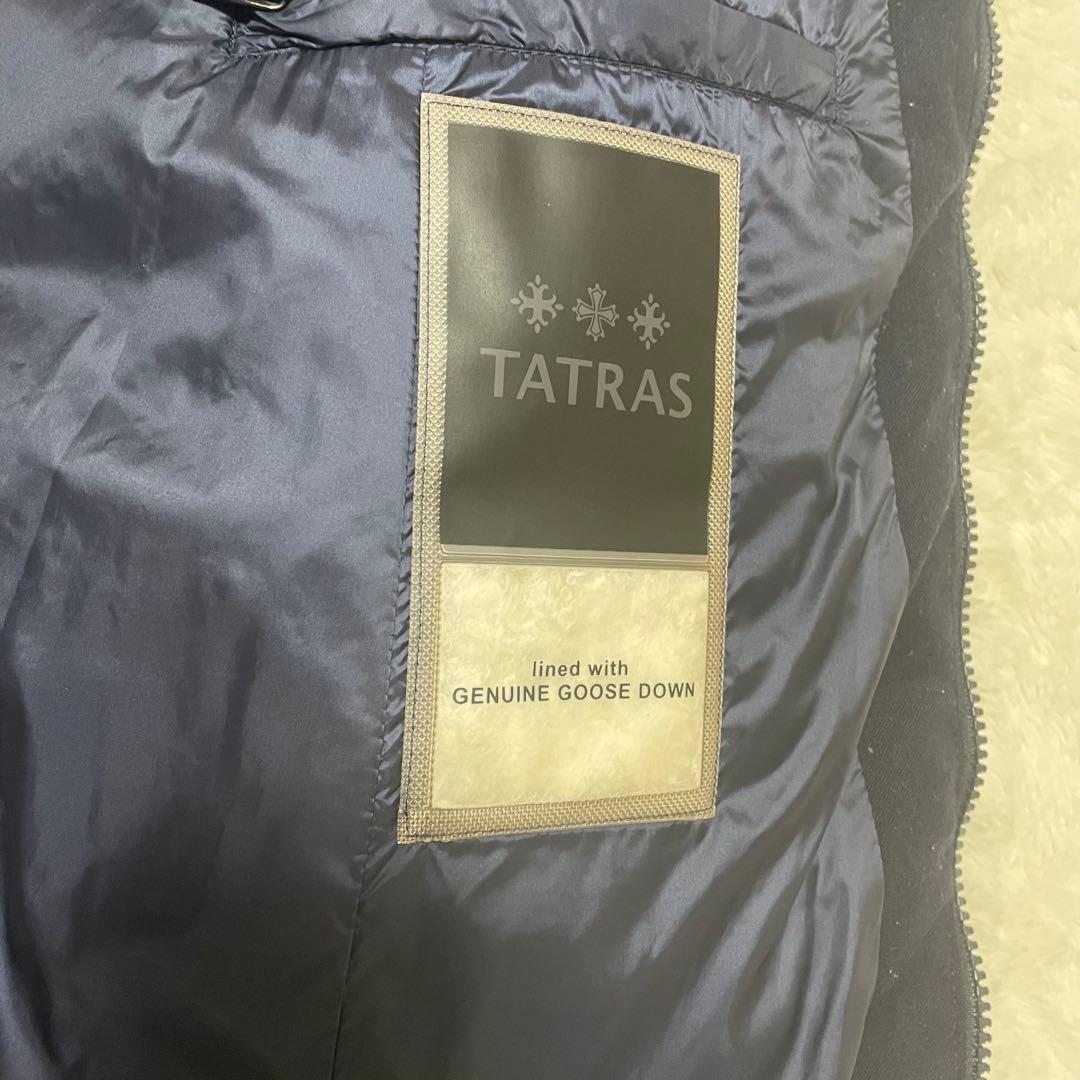 TATRAS
lined with
GENUINE GOOSE DOWN